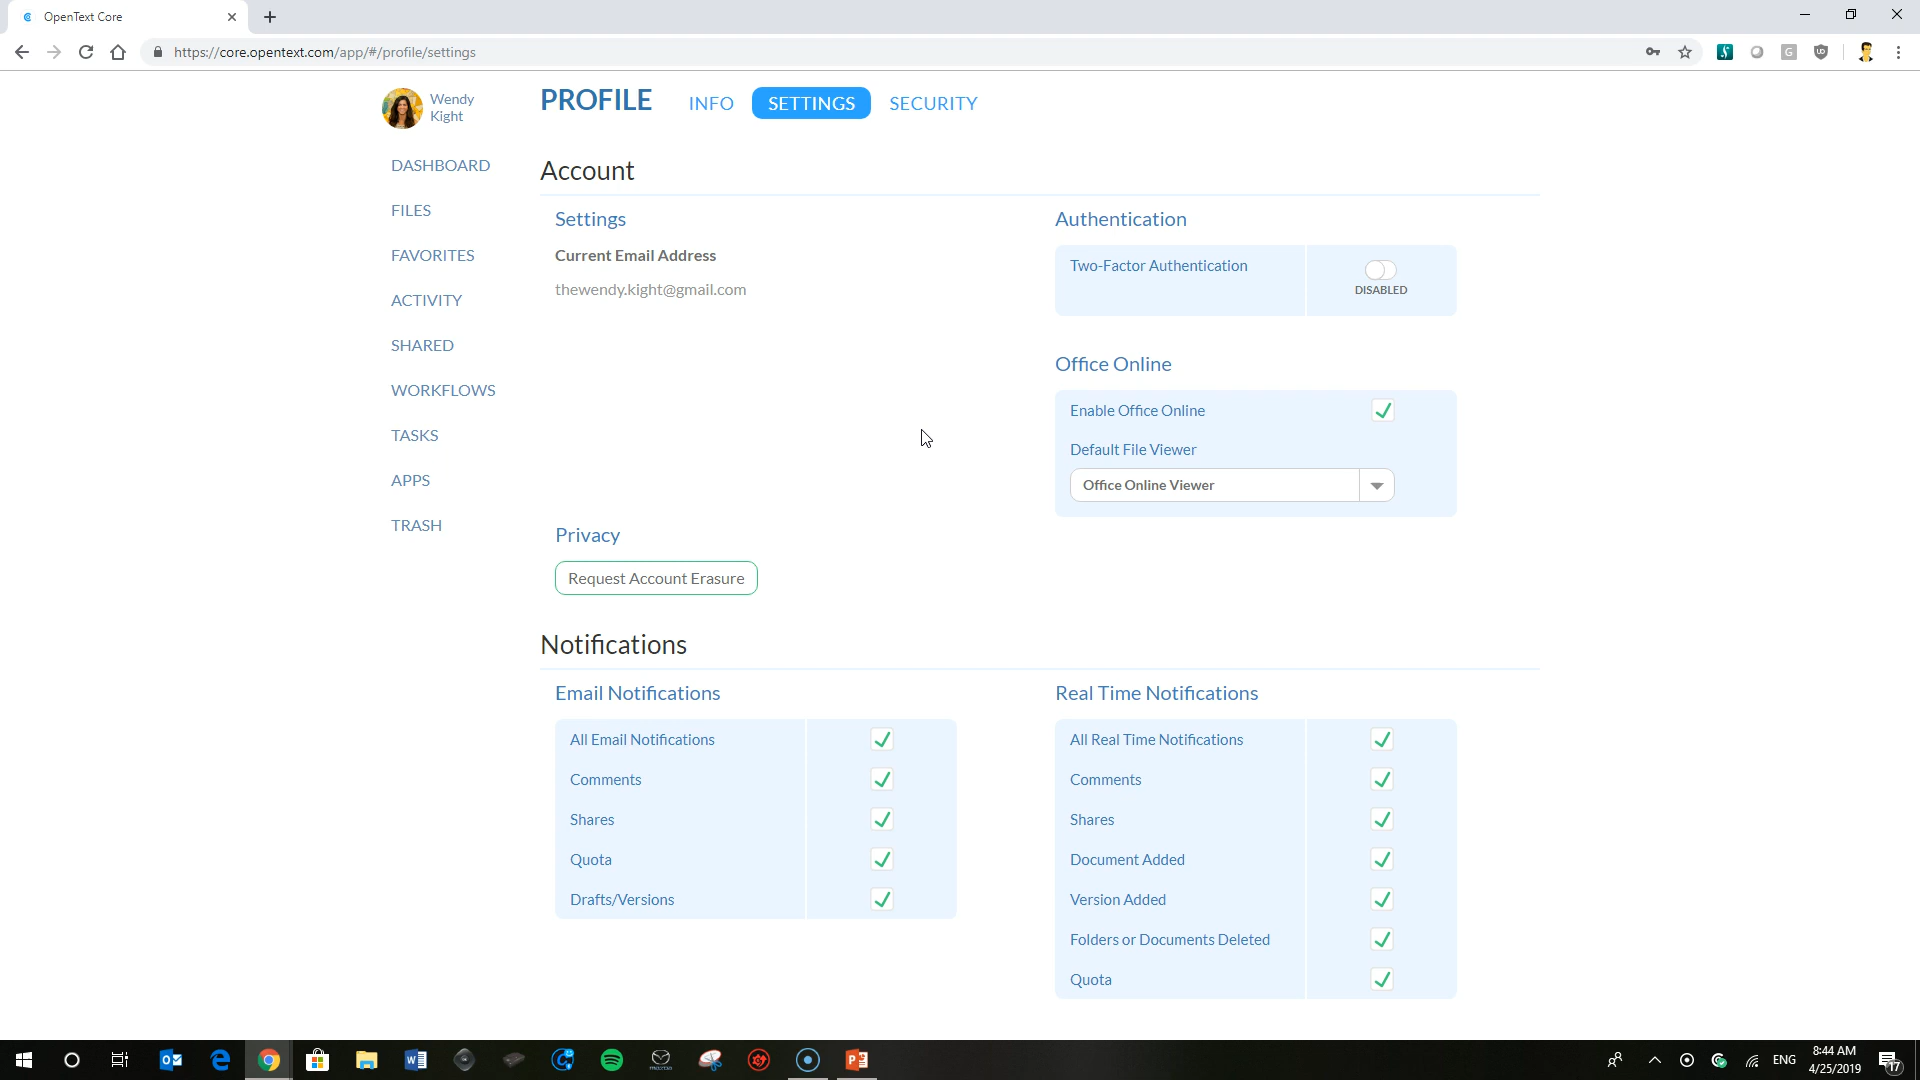 OpenText Core
https://core.opentext.com/app/#/profile/settings
Wendy
Kight
DASHBOARD
FILES
FAVORITES
ACTIVITY
SHARED
WORKFLOWS
TASKS
APPS
TRASH
PROFILE INFO SETTINGS SECURITY
Account
Settings
Current Email Address
thewendy.kight@gmail.com
Authentication
Two-Factor Authentication
DISABLED
Office Online
Enable Office Online
Default File Viewer
Office Online Viewer
Privacy
Request Account Erasure
Notifications
Email Notifications
All Email Notifications
Comments
Shares
Quota
Drafts/Versions
Real Time Notifications
All Real Time Notifications
Comments
Shares
Document Added
Version Added
Folders or Documents Deleted
Quota
ENG
8:44 AM
4/25/2019
17